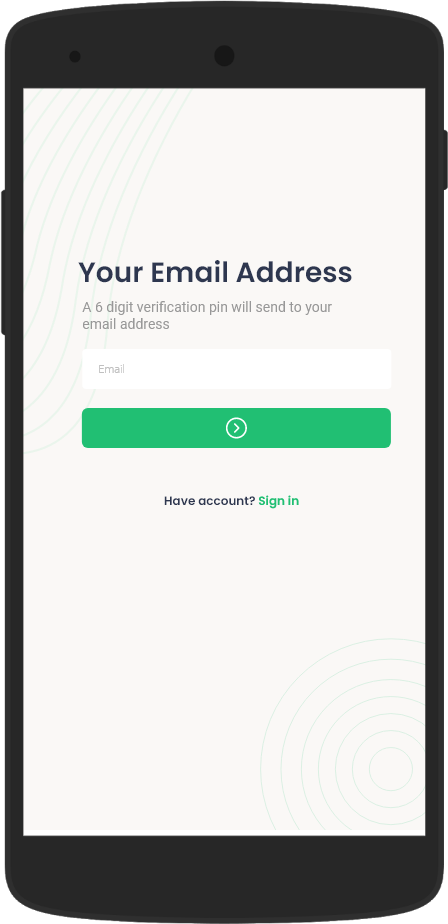 Your Email Address
A 6 digit verification pin will send to your
email address
Email
Have account? Sign in